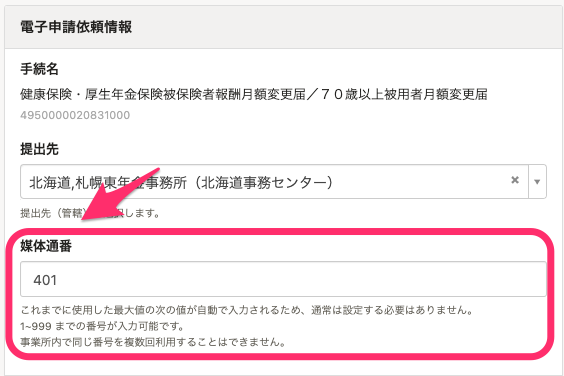 電子申請依頼情報
手続名
健康保険・厚生年金保険被保険者報酬月額変更届／７０歳以上被用者月額変更届
4950000020831000
提出先
北海道,札幌東年金事務所（北海道事務センター）
提出先（管轄）を選択します。
媒体通番
401
これまでに使用した最大値の次の値が自動で入力されるため、通常は設定する必要はありません。
1~999 までの番号が入力可能です。
事業所内で同じ番号を複数回利用することはできません。